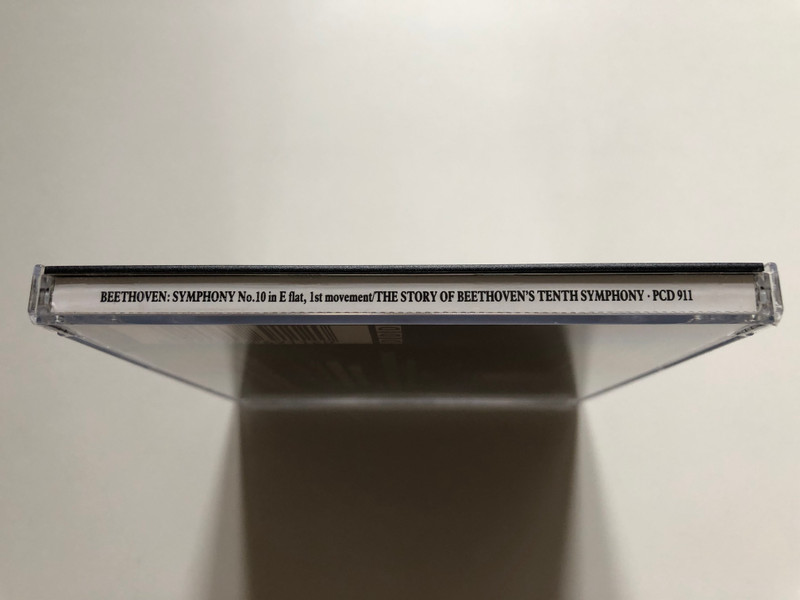 BEETHOVEN: SYMPHONY No.10 in E flat, 1st movement/THE STORY OF BEETHOVEN'S TENTH SYMPHONY · PCD 911